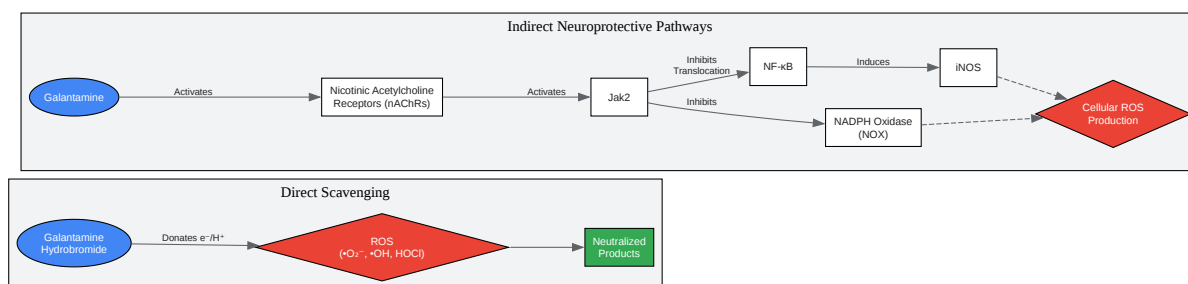 Indirect Neuroprotective Pathways
Galantamine
Activates
Nicotinic Acetylcholine
Receptors (nAChRs)
Activates
Jak2
Inhibits
Translocation
NF-κB
Induces
iNOS
Inhibits
NADPH Oxidase
(NOX)
Cellular ROS
Production
Direct Scavenging
Galantamine
Hydrobromide
Donates e⁻/H⁺
ROS
(•O₂⁻, •OH, HOCl)
Neutralized
Products